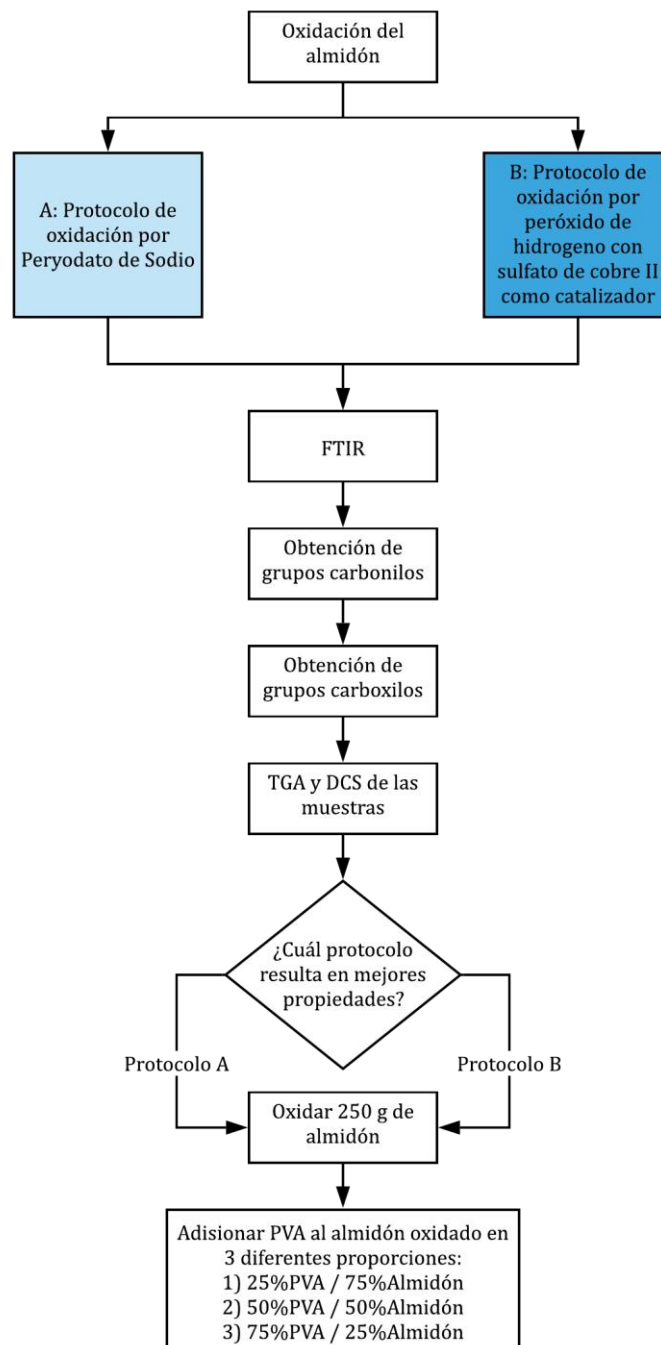 Oxidación del
almidón
A: Protocolo de
oxidación por
Peryodato de Sodio
B: Protocolo de
oxidación por
peróxido de
hidrogeno con
sulfato de cobre II
como catalizador
FTIR
Obtención de
grupos carbonilos
Obtención de
grupos carboxilos
TGA y DCS de las
muestras
¿Cuál protocolo
resulta en mejores
propiedades?
Protocolo A
Protocolo B
Oxidar 250 g de
almidón
Adisionar PVA al almidón oxidado en
3 diferentes proporciones:
1) 25%PVA / 75%Almidón
2) 50%PVA / 50%Almidón
3) 75%PVA / 25%Almidón